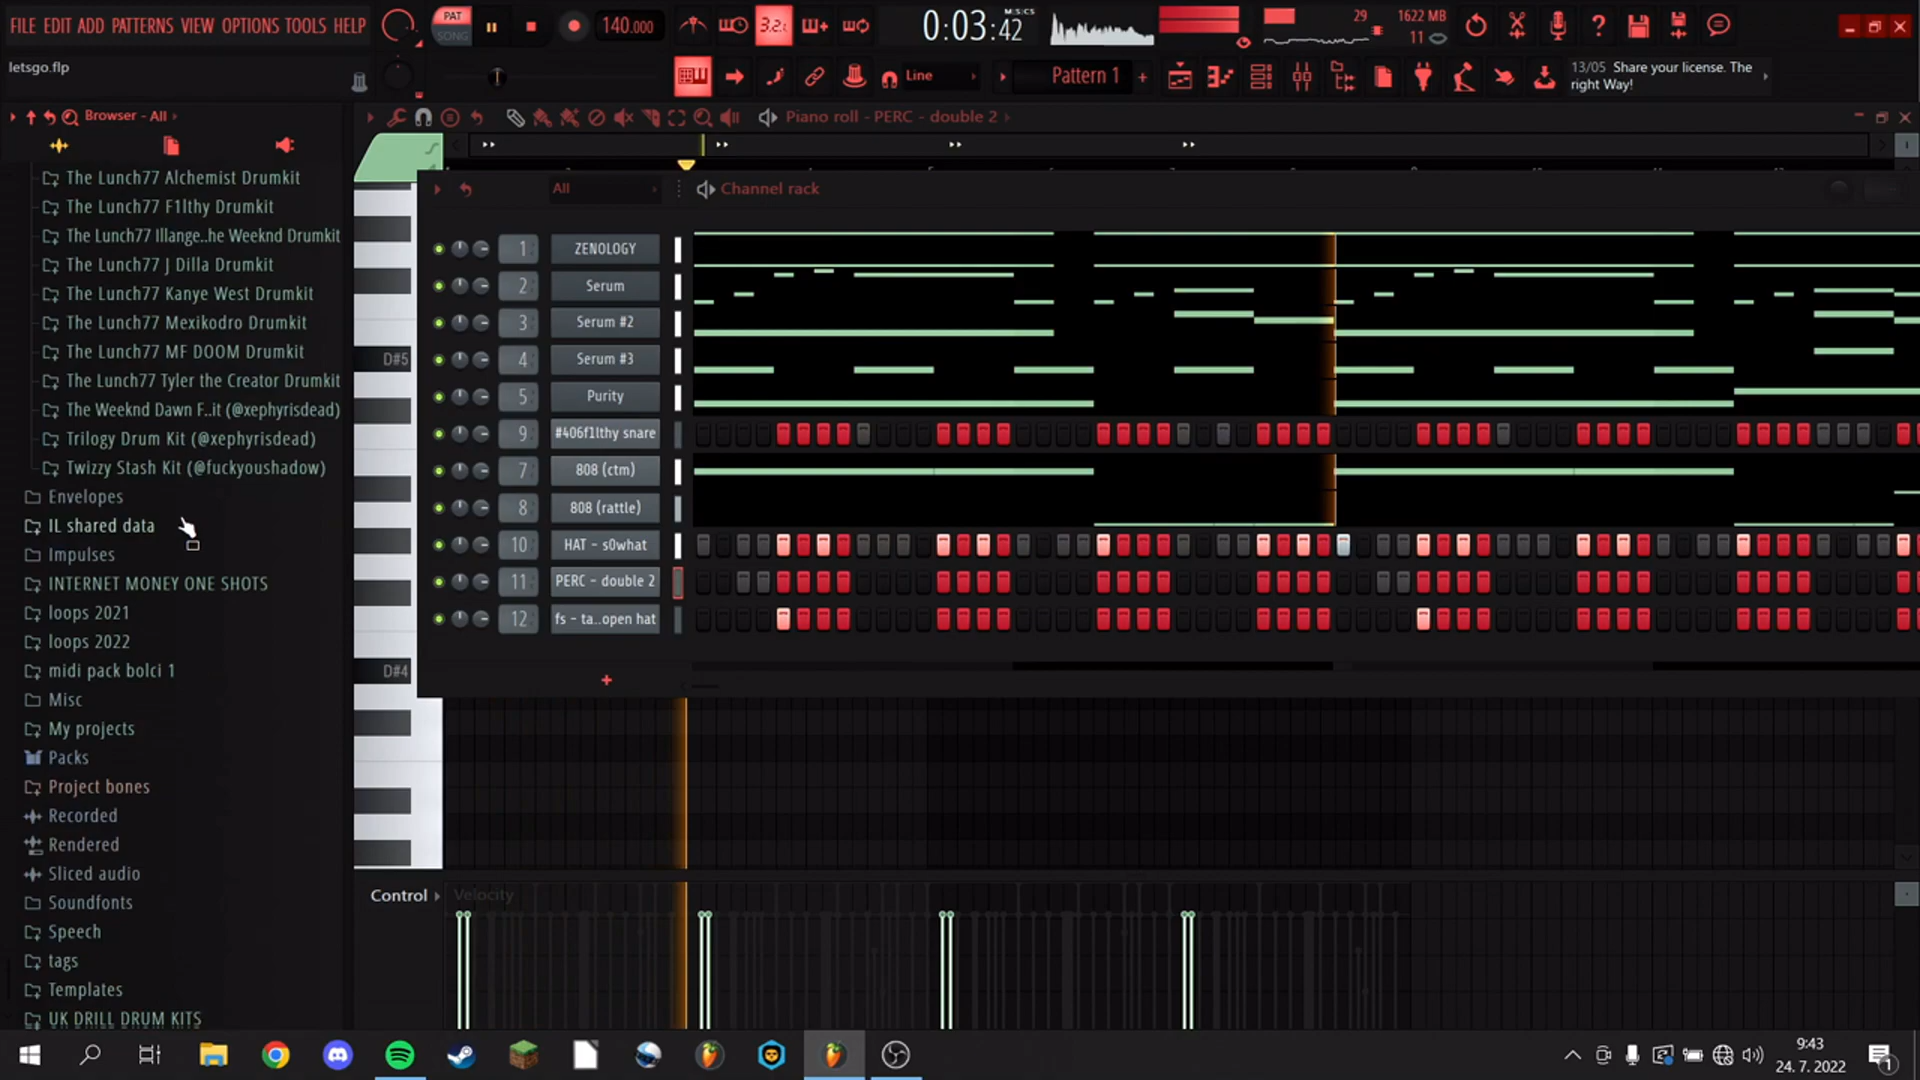 FILE EDIT ADD PATTERNS VIEW OPTIONS TOOLS HELP
PAT
SONG
140.000
3.2.
0:03:42
M:S:CS
29
1622 MB
11
letsgo.flp
Line
Pattern 1
+
13/05 Share your license. The
right Way!
Browser - All
Piano roll - PERC - double 2
The Lunch77 Alchemist Drumkit
The Lunch77 F1lthy Drumkit
The Lunch77 Illange..he Weeknd Drumkit
The Lunch77 J Dilla Drumkit
The Lunch77 Kanye West Drumkit
The Lunch77 Mexikodro Drumkit
The Lunch77 MF DOOM Drumkit
The Lunch77 Tyler the Creator Drumkit
The Weeknd Dawn F..it (@xephyrisdead)
Trilogy Drum Kit (@xephyrisdead)
Twizzy Stash Kit (@fuckyoushadow)
Envelopes
IL shared data
Impulses
INTERNET MONEY ONE SHOTS
loops 2021
loops 2022
midi pack bolci 1
Misc
My projects
Packs
Project bones
Recorded
Rendered
Sliced audio
Soundfonts
Speech
tags
Templates
UK DRILL DRUM KITS
D#5
D#4
All
Channel rack
1 ZENOLOGY
2 Serum
3 Serum #2
4 Serum #3
5 Purity
9 #406f1lthy snare
7 808 (ctm)
8 808 (rattle)
10 HAT - s0what
11 PERC - double 2
12 fs - ta..open hat
+
Control
Velocity
9:43
24. 7. 2022
1